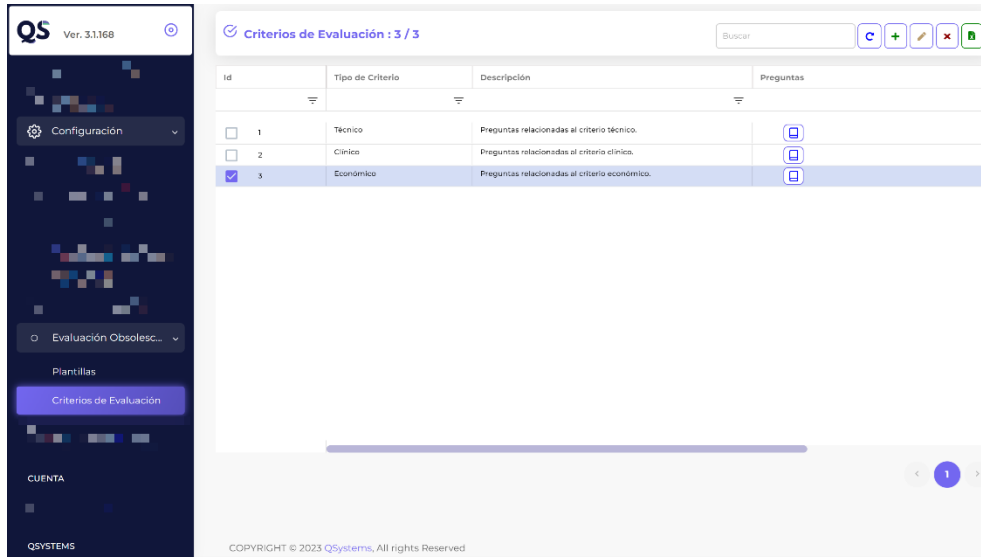 QS Ver. 3.1.168
Configuración
Evaluación Obsolesc...
Plantillas
Criterios de Evaluación
CUENTA
QSYSTEMS
Criterios de Evaluación : 3 / 3
Buscar
Id Tipo de Criterio Descripción Preguntas
1 Técnico Preguntas relacionadas al criterio técnico.
2 Clínico Preguntas relacionadas al criterio clínico.
3 Económico Preguntas relacionadas al criterio económico.
1
COPYRIGHT © 2023 QSystems, All rights Reserved